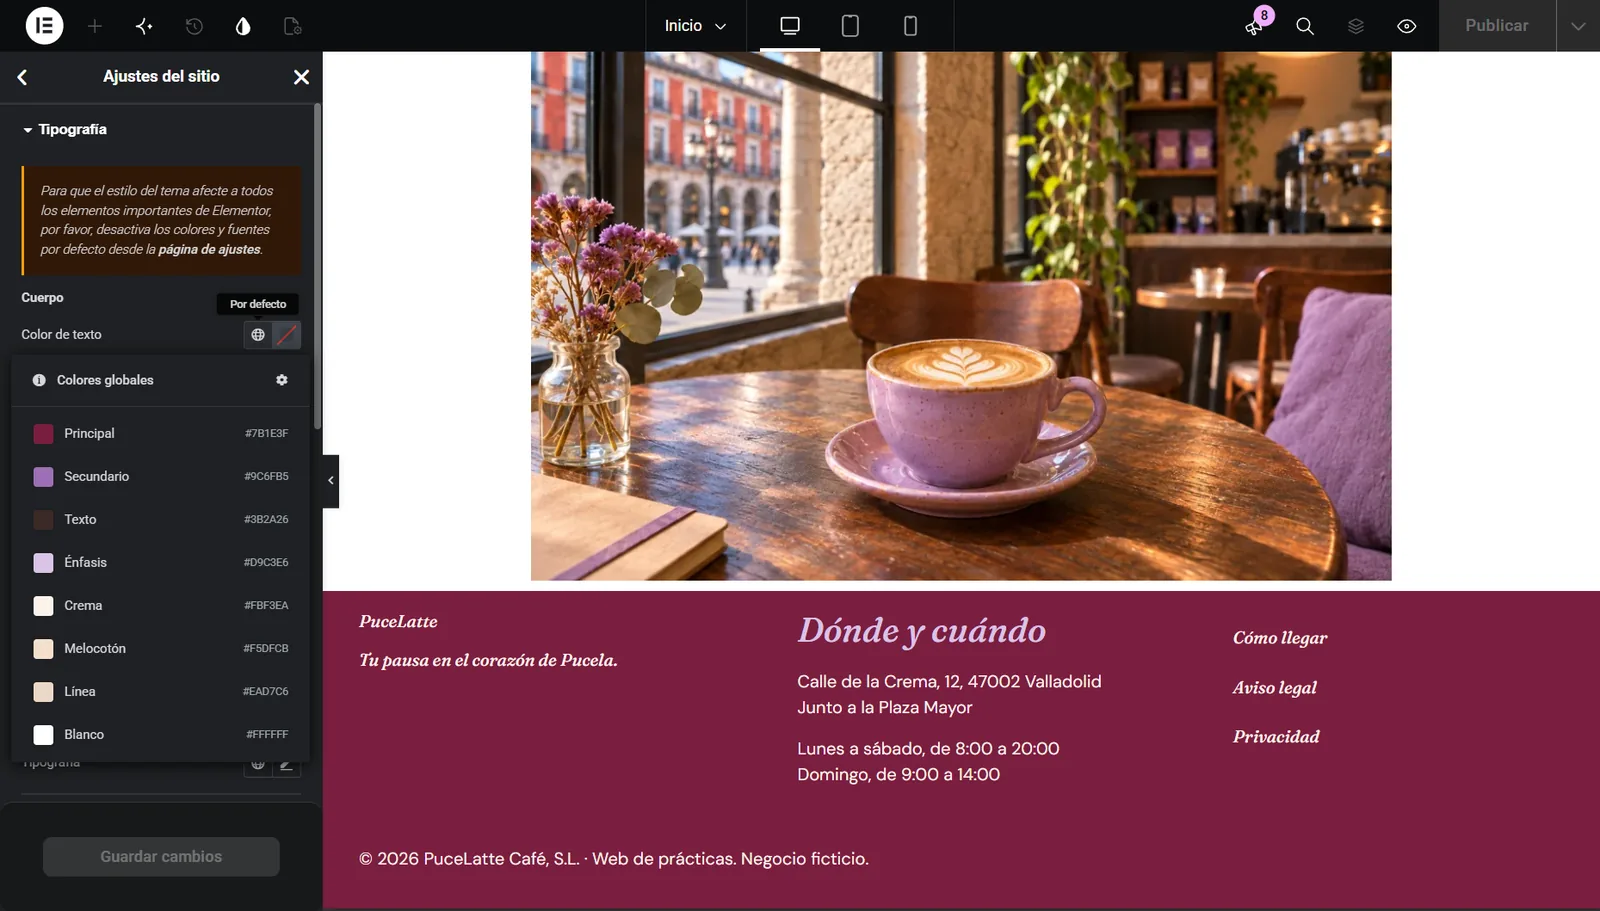 Inicio
8
Publicar
Ajustes del sitio
Tipografía
Para que el estilo del tema afecte a todos
los elementos importantes de Elementor,
por favor, desactiva los colores y fuentes
por defecto desde la página de ajustes.
Cuerpo
Por defecto
Color de texto
Colores globales
Principal #7B1E3F
Secundario #9C6FB5
Texto #3B2A26
Énfasis #D9C3E6
Crema #FBF3EA
Melocotón #F5DFCB
Línea #EAD7C6
Blanco #FFFFFF
Tipografía
Guardar cambios
PuceLatte
Tu pausa en el corazón de Pucela.
Dónde y cuándo
Calle de la Crema, 12, 47002 Valladolid
Junto a la Plaza Mayor
Lunes a sábado, de 8:00 a 20:00
Domingo, de 9:00 a 14:00
Cómo llegar
Aviso legal
Privacidad
© 2026 PuceLatte Café, S.L. · Web de prácticas. Negocio ficticio.